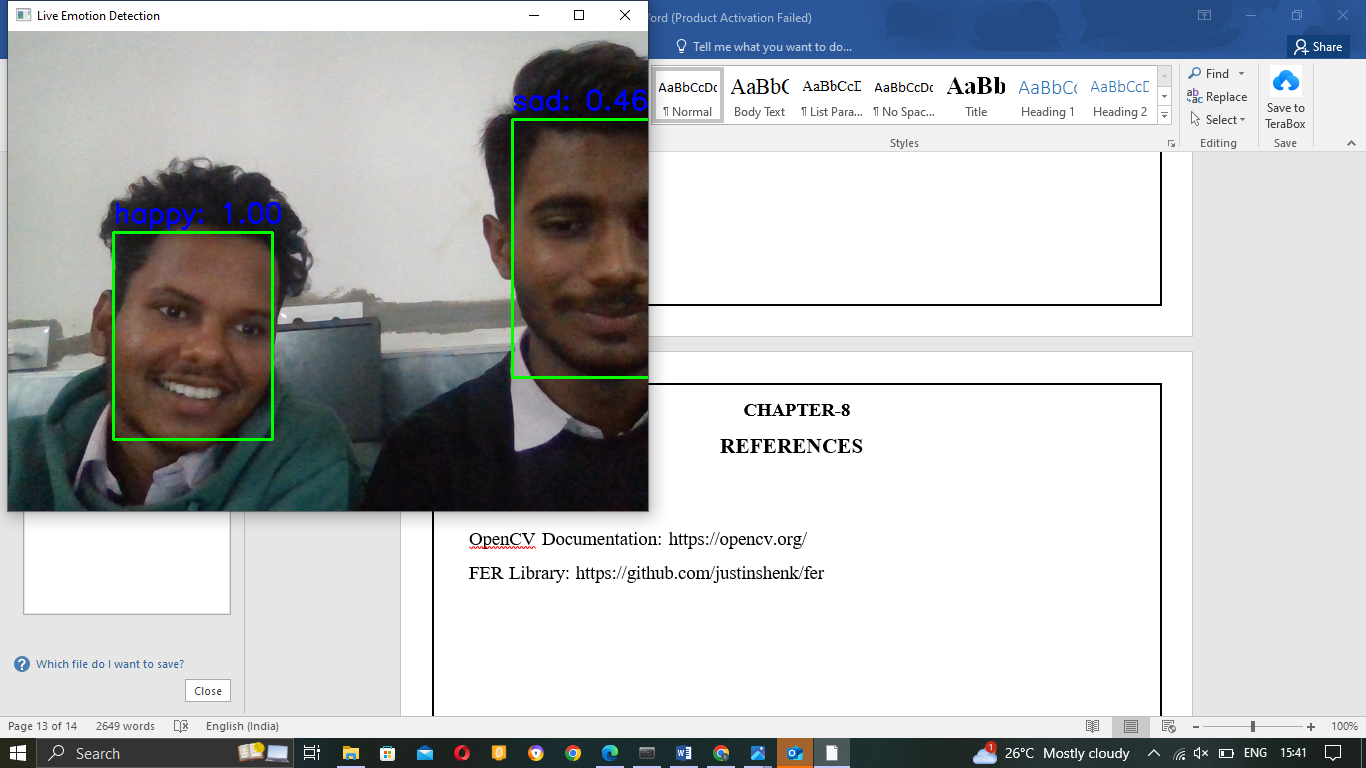 Live Emotion Detection
Word (Product Activation Failed)
Tell me what you want to do...
Share
AaBbCcDc
¶ Normal
AaBbC
Body Text
AaBbCcI
¶ List Para...
AaBbCcDc
¶ No Spac...
AaBb
Title
AaBbCc
Heading 1
AaBbCcD
Heading 2
Find
Replace
Select
Save to
TeraBox
Styles
Editing
Save
sad: 0.46
happy: 1.00
CHAPTER-8
REFERENCES
OpenCV Documentation: https://opencv.org/
FER Library: https://github.com/justinshenk/fer
Which file do I want to save?
Close
Page 13 of 14
2649 words
English (India)
100%
Search
1
26°C Mostly cloudy
ENG
15:41